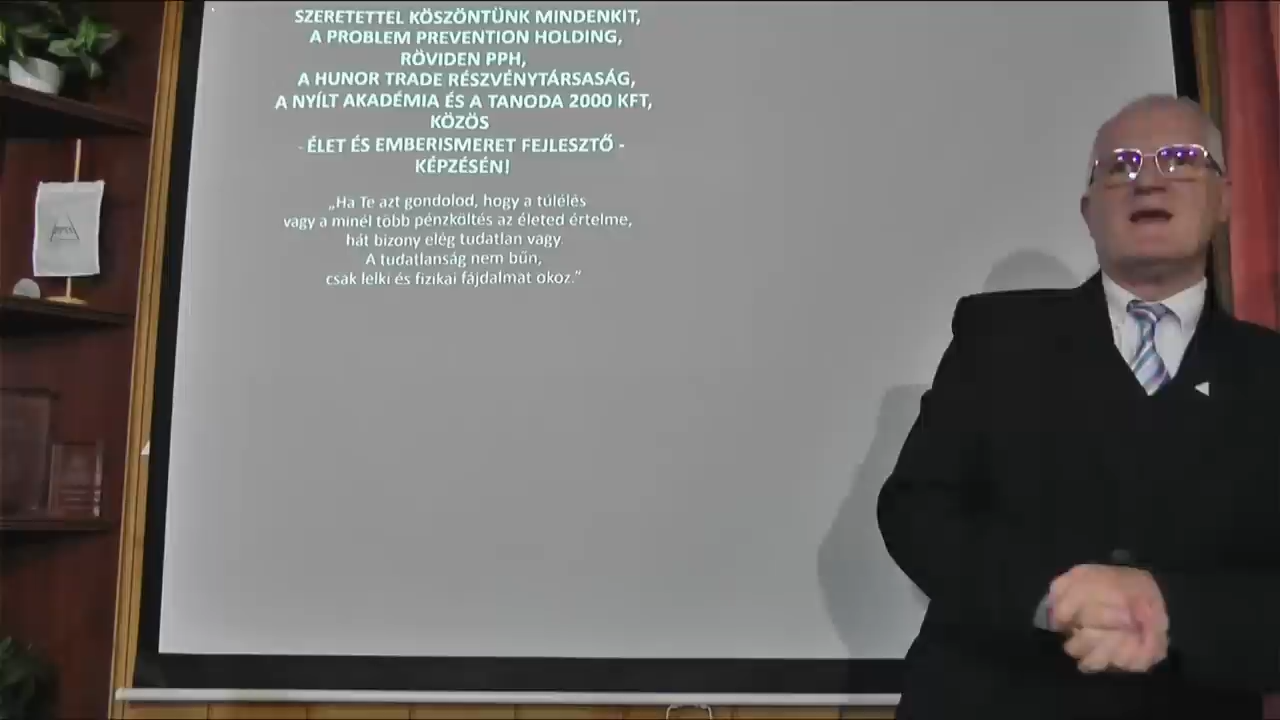 SZERETETTEL KÖSZÖNTÜNK MINDENKIT,
A PROBLEM PREVENTION HOLDING,
RÖVIDEN PPH,
A HUNOR TRADE RÉSZVÉNYTÁRSASÁG,
A NYÍLT AKADÉMIA ÉS A TANODA 2000 KFT,
KÖZÖS
- ÉLET ÉS EMBERISMERET FEJLESZTŐ -
KÉPZÉSÉN!
„Ha Te azt gondolod, hogy a túlélés
vagy a minél több pénzköltés az életed értelme,
hát bizony elég tudatlan vagy.
A tudatlanság nem bűn,
csak lelki és fizikai fájdalmat okoz.”